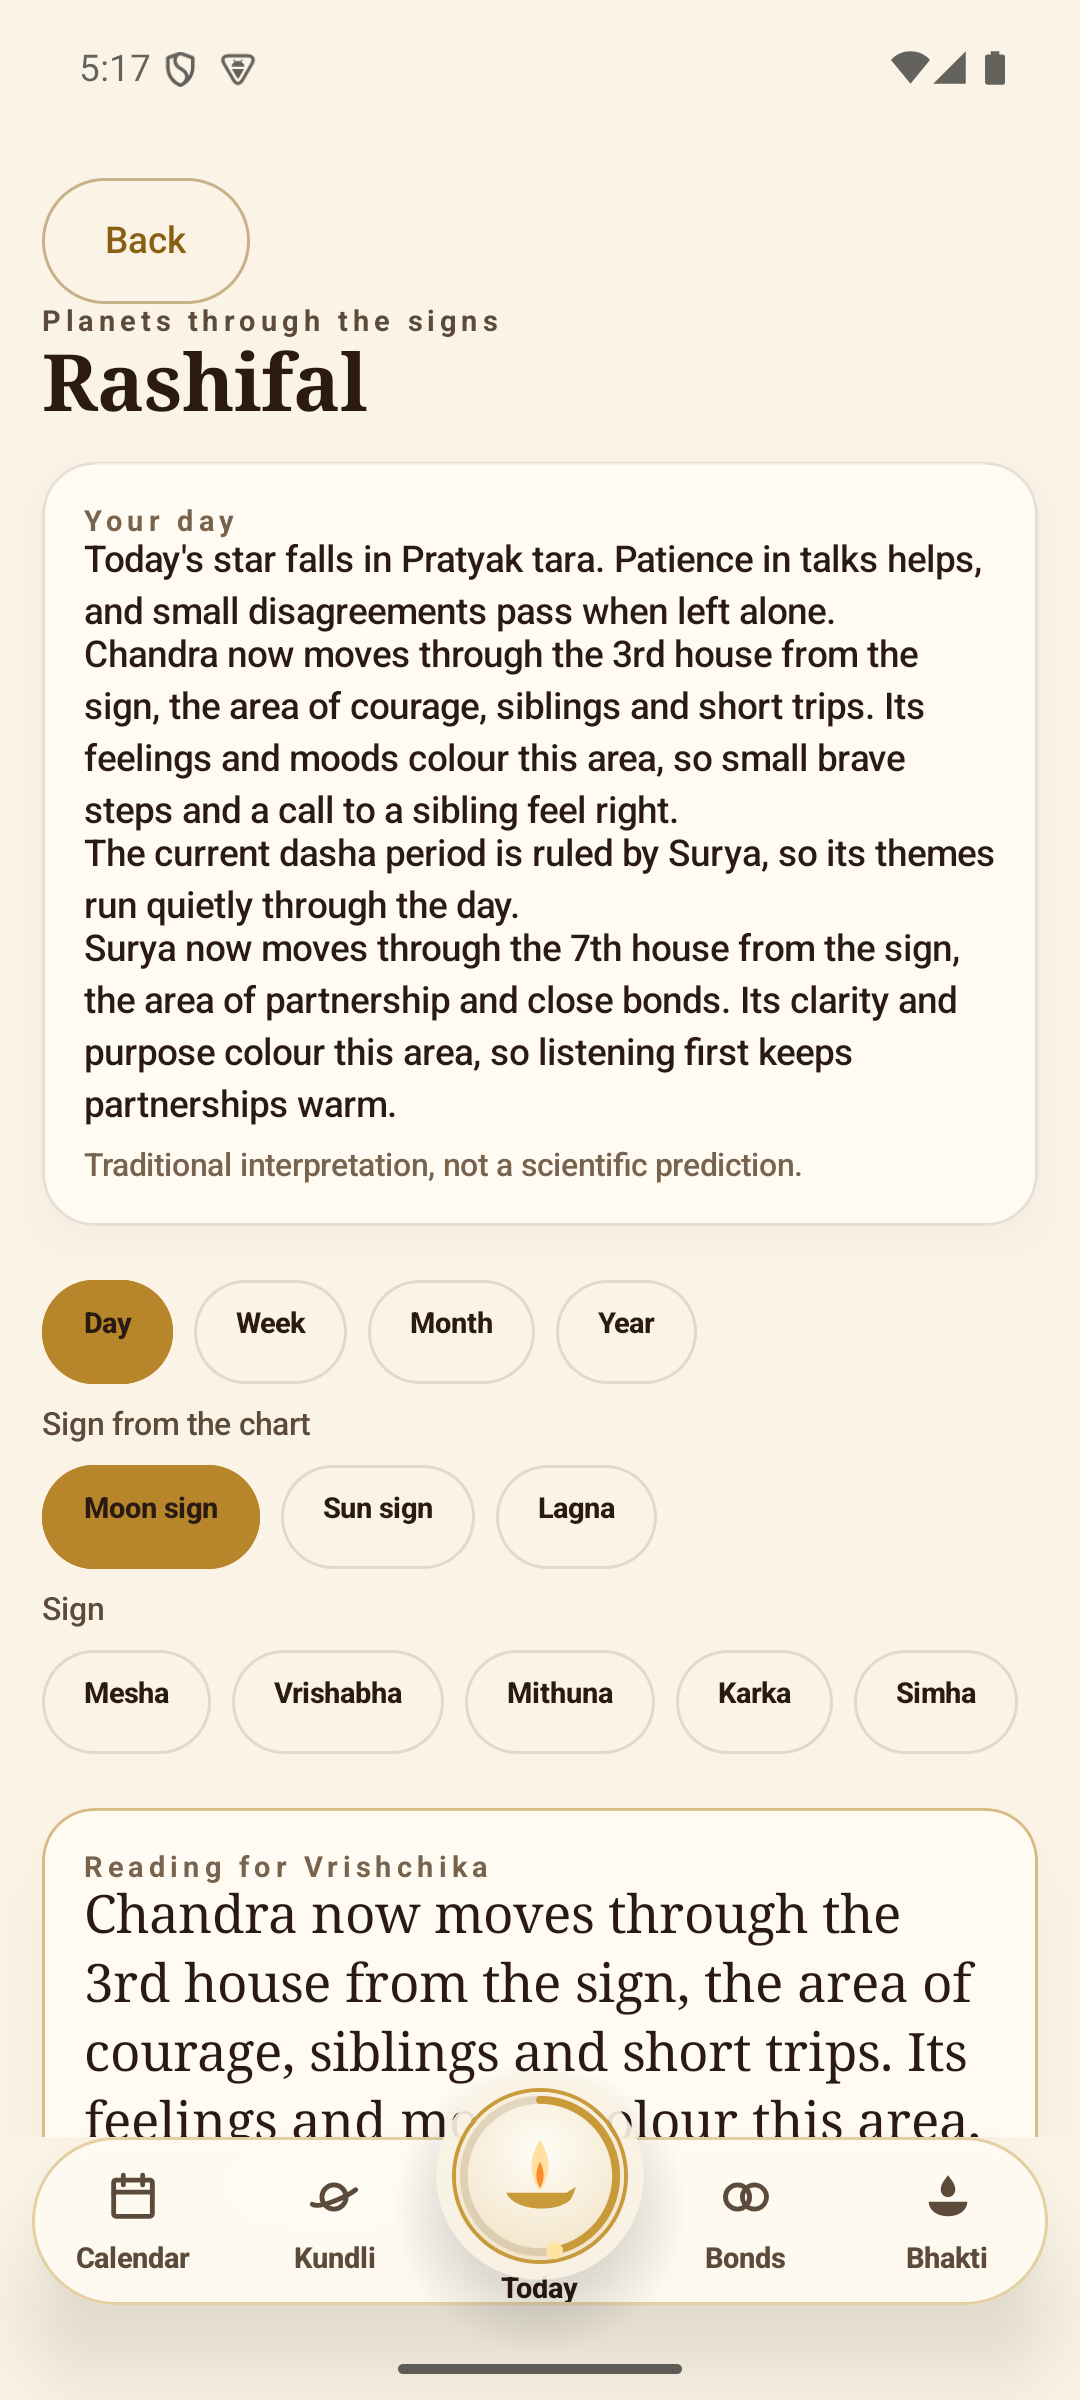 5:17
Back
Planets through the signs
Rashifal
Your day
Today's star falls in Pratyak tara. Patience in talks helps,
and small disagreements pass when left alone.
Chandra now moves through the 3rd house from the
sign, the area of courage, siblings and short trips. Its
feelings and moods colour this area, so small brave
steps and a call to a sibling feel right.
The current dasha period is ruled by Surya, so its themes
run quietly through the day.
Surya now moves through the 7th house from the sign,
the area of partnership and close bonds. Its clarity and
purpose colour this area, so listening first keeps
partnerships warm.
Traditional interpretation, not a scientific prediction.
Day Week Month Year
Sign from the chart
Moon sign Sun sign Lagna
Sign
Mesha Vrishabha Mithuna Karka Simha
Reading for Vrishchika
Chandra now moves through the
3rd house from the sign, the area of
courage, siblings and short trips. Its
feelings and this area,
Calendar Kundli Today Bonds Bhakti